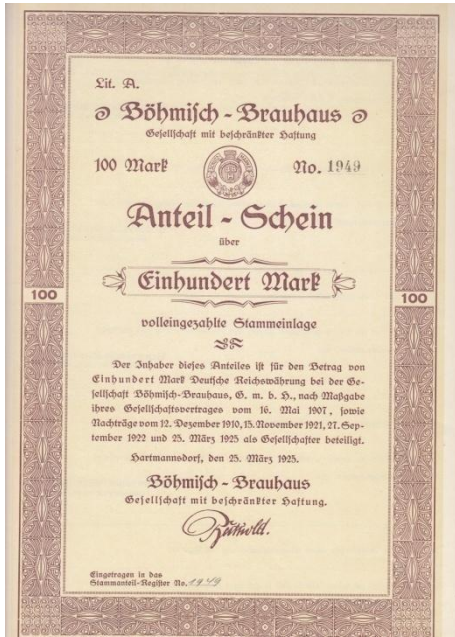 Lit. A.
Böhmisch - Brauhaus
Gesellschaft mit beschränkter Haftung
100 Mark
No. 1949
Anteil - Schein
über
Einhundert Mark
100
100
volleingezahlte Stammeinlage
Der Inhaber dieses Anteiles ist für den Betrag von
Einhundert Mark Deutsche Reichswährung bei der Ge-
sellschaft Böhmisch-Brauhaus, G. m. b. H., nach Maßgabe
ihres Gesellschaftsvertrages vom 16. Mai 1907, sowie
Nachträge vom 12. Dezember 1910, 15. November 1921, 27. Sep-
tember 1922 und 25. März 1925 als Gesellschafter beteiligt.
Hartmannsdorf, den 25. März 1925.
Böhmisch - Brauhaus
Gesellschaft mit beschränkter Haftung.
Eingetragen in das
Stammanteil-Register No. 1949